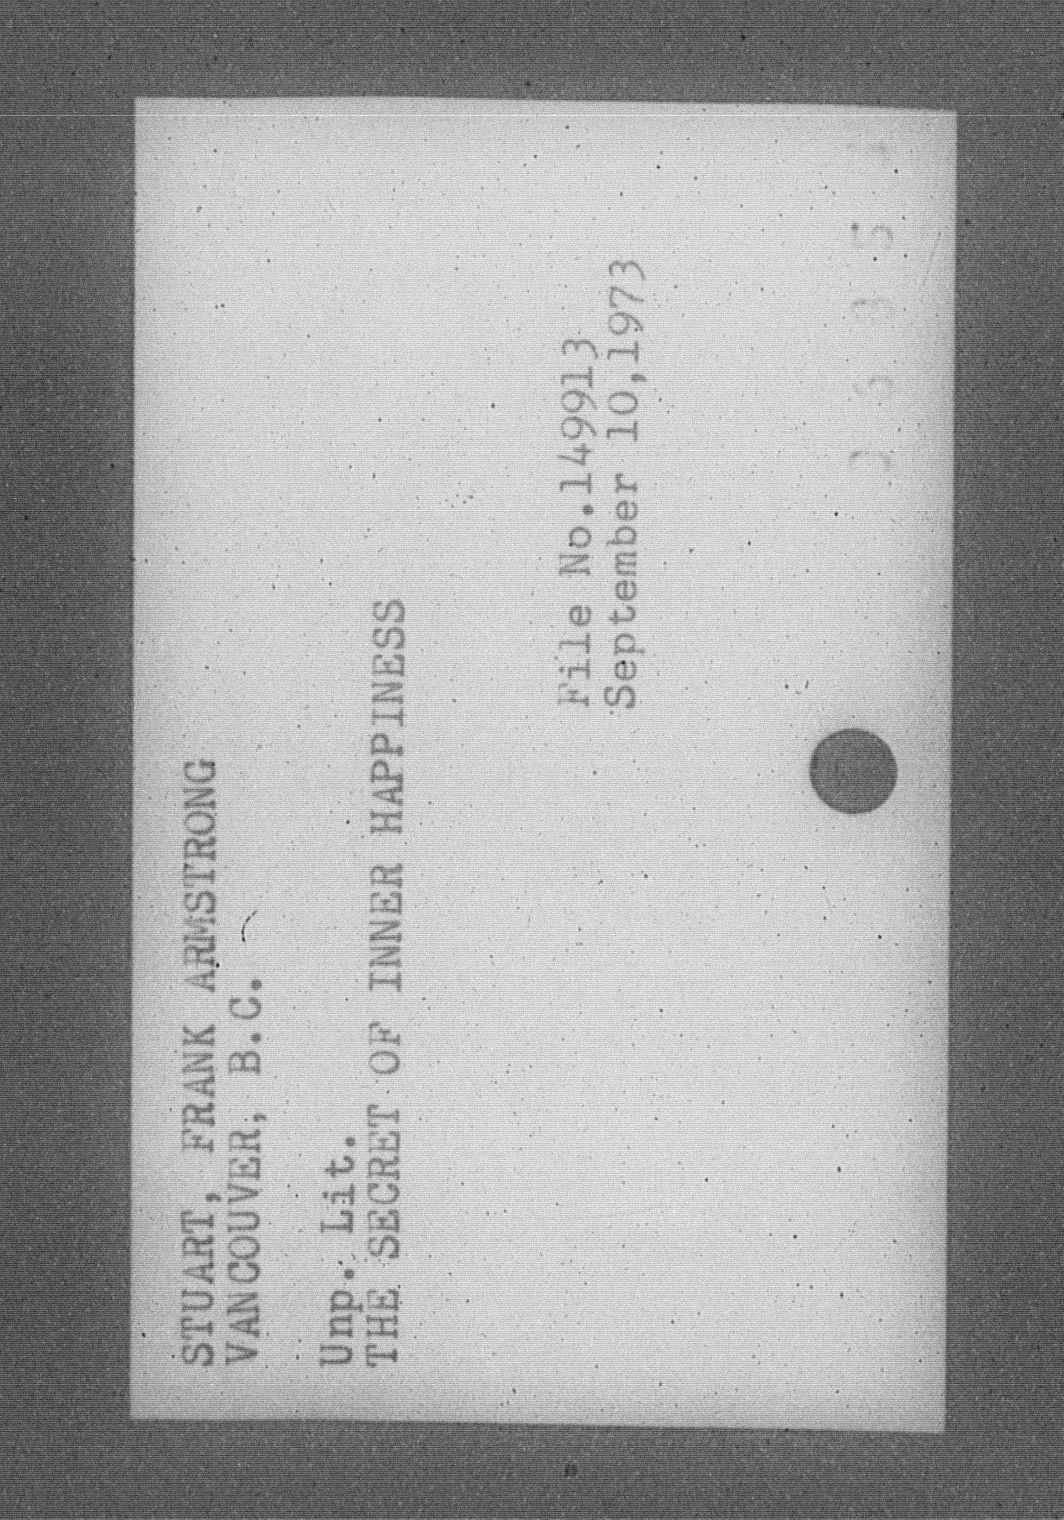 STUART, FRANK ARMSTRONG
VANCOUVER, B.C.
Unp. Lit.
THE SECRET OF INNER HAPPINESS
File No.149913
September 10,1973